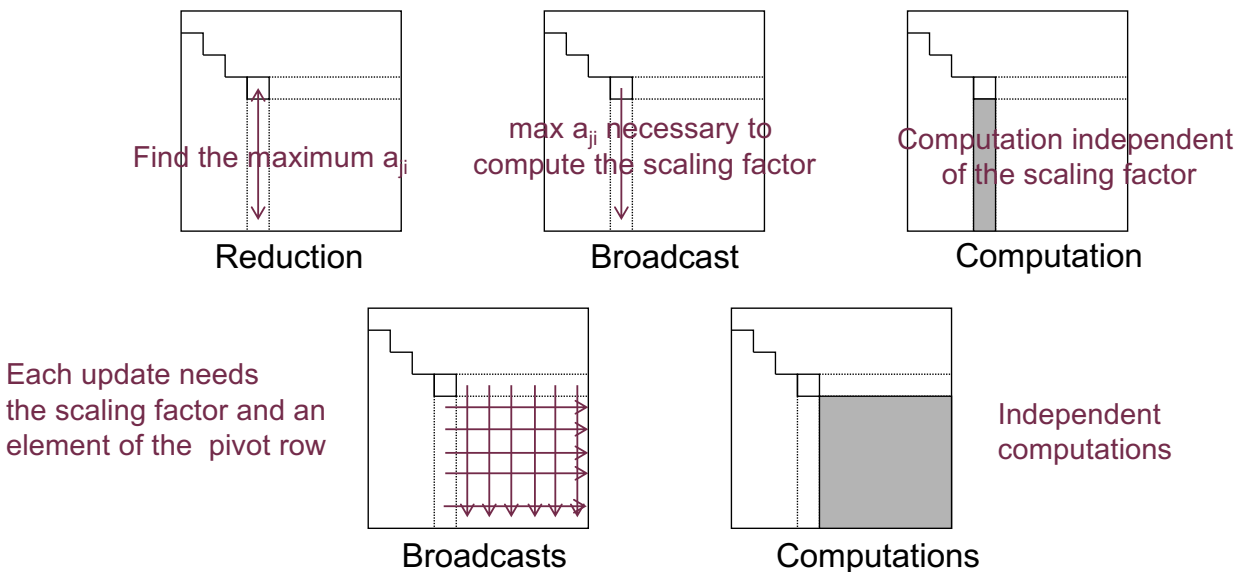 Find the maximum a_ji
Reduction
max a_ji necessary to
compute the scaling factor
Broadcast
Computation independent
of the scaling factor
Computation
Each update needs
the scaling factor and an
element of the pivot row
Broadcasts
Computations
Independent
computations